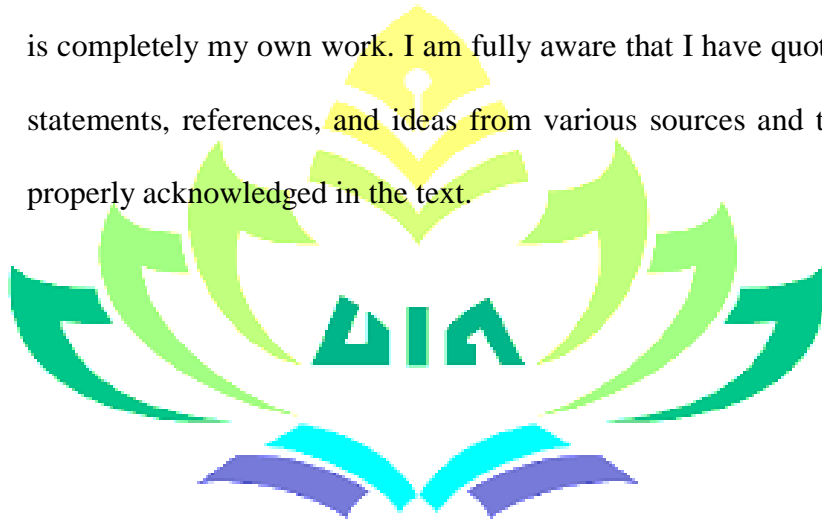 is completely my own work. I am fully aware that I have quot
statements, references, and ideas from various sources and t
properly acknowledged in the text.